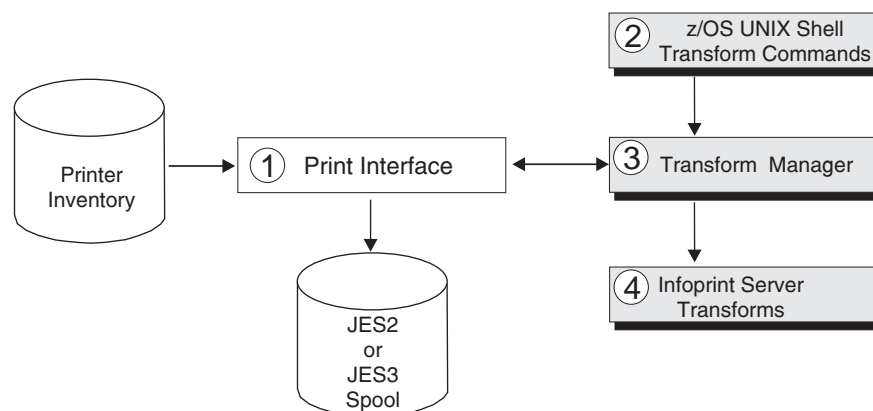 2 z/OS UNIX Shell
Transform Commands
Printer
Inventory
1 Print Interface
3 Transform Manager
4 Infoprint Server
Transforms
JES2
or
JES3
Spool